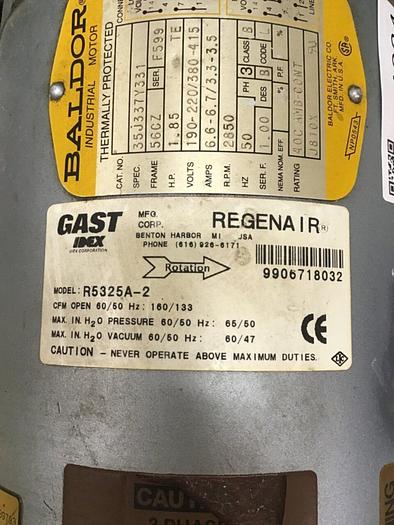 BALDOR
INDUSTRIAL MOTOR
THERMALLY PROTECTED
CAT. NO.
SPEC. 35J337Y331
FRAME 56CZ SER. F599
H.P. 1.85 TE
VOLTS 190-220/380-415
AMPS 6.6-6.7/3.3-3.5
R.P.M. 2850
HZ 50 PH 3 CLASS B
SER. F. 1.00 DES B CODE L
NEMA NOM. EFF. % P.F. %
RATING 40C AMB-CONT
BALDOR ELECTRIC CO.
FT. SMITH, ARK.
MFD. IN U.S.A.
NP0543
GAST MFG. CORP. REGENAIR®
IDEX
IDEX CORPORATION
BENTON HARBOR MI JSA
PHONE (616) 926-6171
Rotation
9906718032
MODEL: R5325A-2
CFM OPEN 60/50 Hz: 160/133
MAX. IN. H2O PRESSURE 60/50 Hz: 65/50
MAX. IN. H2O VACUUM 60/50 Hz: 60/47
CE
CAUTION - NEVER OPERATE ABOVE MAXIMUM DUTIES.
CAUT